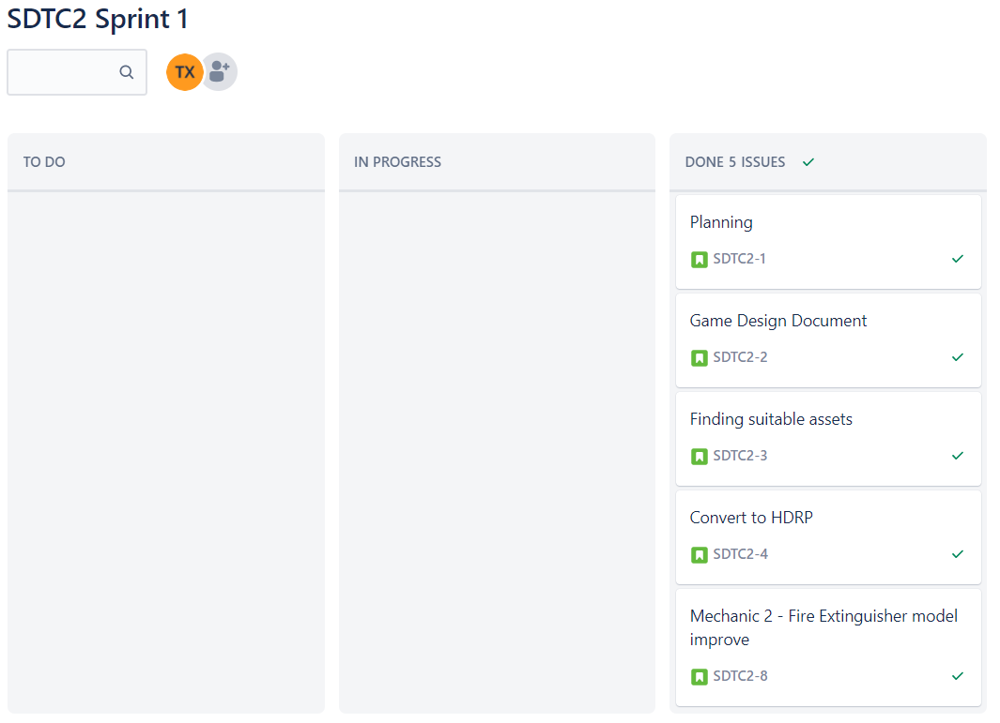 SDTC2 Sprint 1
TX
TO DO
IN PROGRESS
DONE 5 ISSUES
Planning
SDTC2-1
Game Design Document
SDTC2-2
Finding suitable assets
SDTC2-3
Convert to HDRP
SDTC2-4
Mechanic 2 - Fire Extinguisher model
improve
SDTC2-8